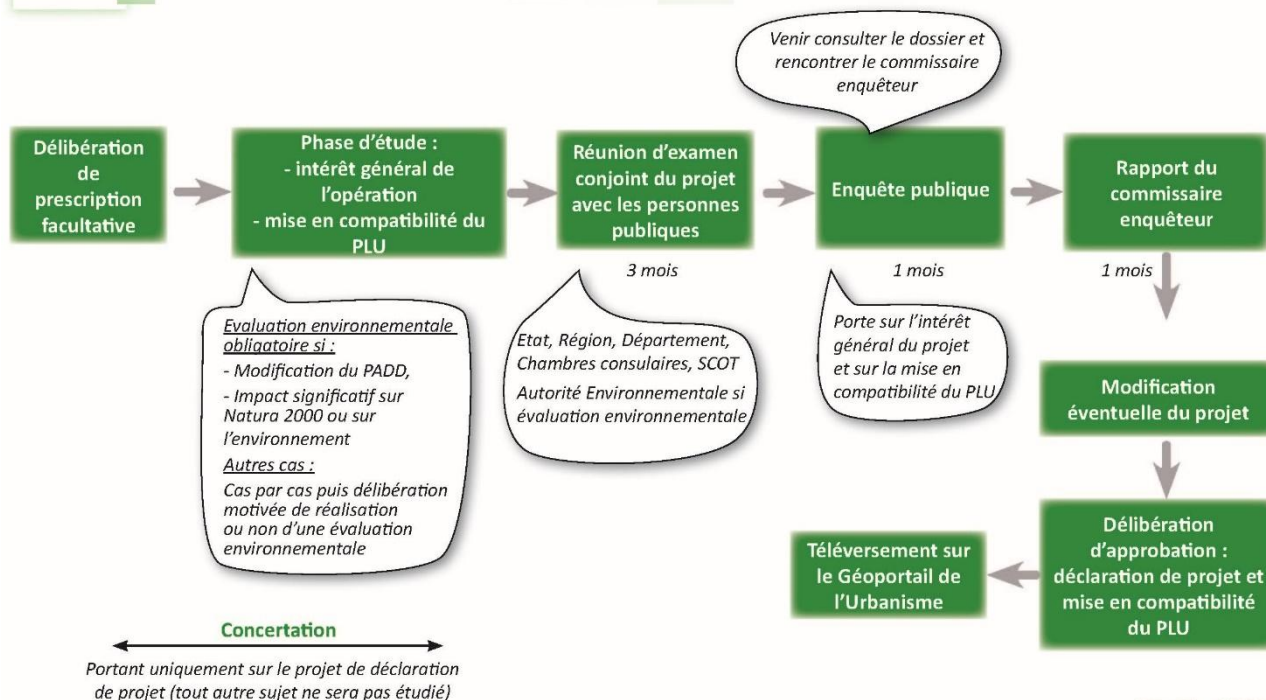 Venir consulter le dossier et
rencontrer le commissaire
enquêteur
Délibération
de
prescription
facultative
Phase d'étude :
- intérêt général de
l'opération
- mise en compatibilité du
PLU
Réunion d'examen
conjoint du projet
avec les personnes
publiques
Enquête publique
Rapport du
commissaire
enquêteur
3 mois
1 mois
1 mois
Evaluation environnementale
obligatoire si :
- Modification du PADD,
- Impact significatif sur
Natura 2000 ou sur
l'environnement
Autres cas :
Cas par cas puis délibération
motivée de réalisation
ou non d'une évaluation
environnementale
Etat, Région, Département,
Chambres consulaires, SCOT
Autorité Environnementale si
évaluation environnementale
Porte sur l'intérêt
général du projet
et sur la mise en
compatibilité du PLU
Modification
éventuelle du projet
Délibération
d'approbation :
déclaration de projet et
mise en compatibilité
du PLU
Téléversement sur
le Géoportail de
l'Urbanisme
Concertation
Portant uniquement sur le projet de déclaration
de projet (tout autre sujet ne sera pas étudié)